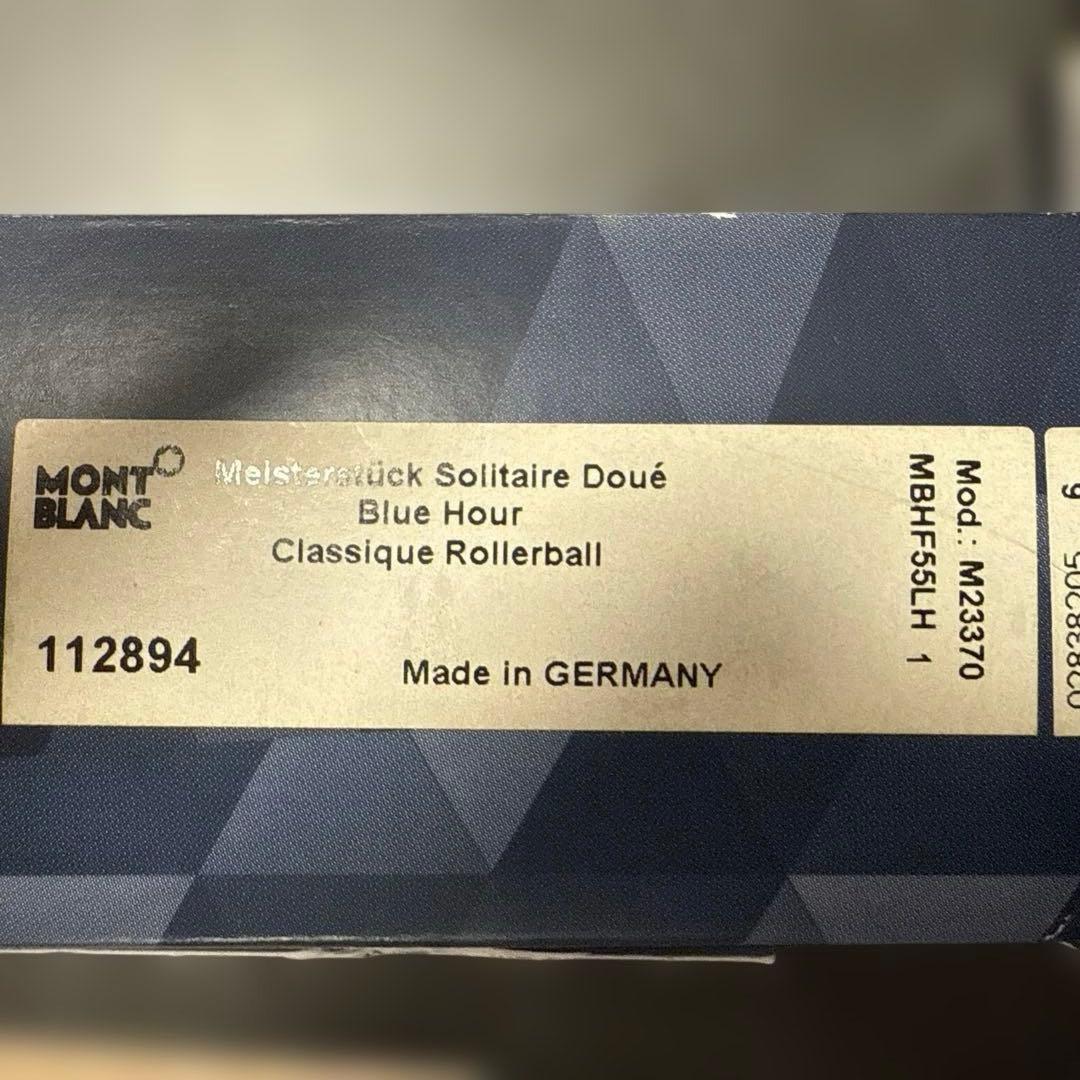 MONT
BLANC
Meisterstück Solitaire Doué
Blue Hour
Classique Rollerball
112894
Made in GERMANY
Mod.: M23370
MBHF55LH 1